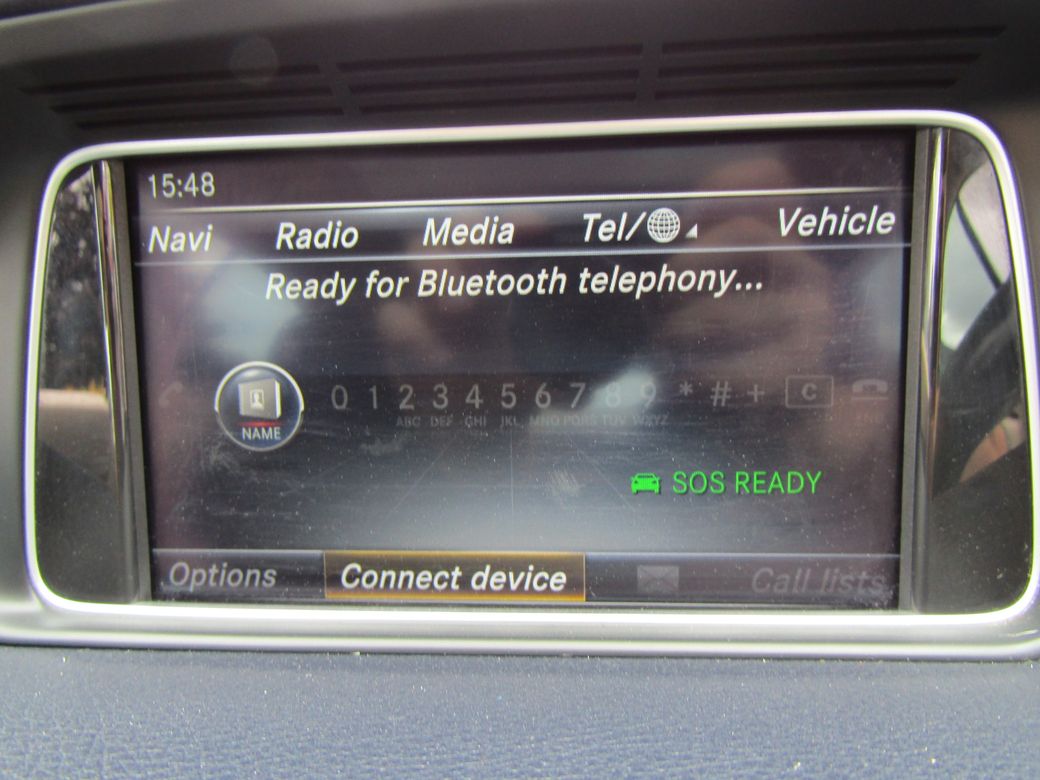 15:48
Navi Radio Media Tel/ Vehicle
Ready for Bluetooth telephony...
NAME 0 1 2 3 4 5 6 7 8 9 * # + C
ABC DEF GHI JKL MNO PQRS TUV WXYZ
SOS READY
Options Connect device Call lists